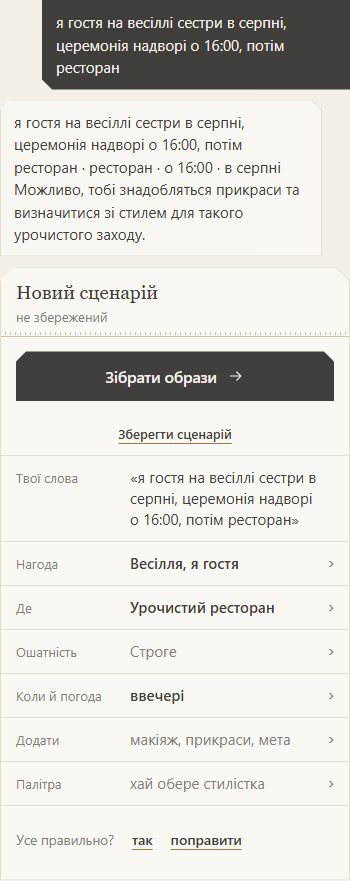 я гостя на весіллі сестри в серпні,
церемонія надворі о 16:00, потім
ресторан
я гостя на весіллі сестри в серпні,
церемонія надворі о 16:00, потім
ресторан · ресторан · о 16:00 · в серпні
Можливо, тобі знадобляться прикраси та
визначитися зі стилем для такого
урочистого заходу.
Новий сценарій
не збережений
Зібрати образи →
Зберегти сценарій
Твої слова
«я гостя на весіллі сестри в
серпні, церемонія надворі
о 16:00, потім ресторан»
Нагода Весілля, я гостя ›
Де Урочистий ресторан ›
Ошатність Строге ›
Коли й погода ввечері ›
Додати макіяж, прикраси, мета ›
Палітра хай обере стилістка ›
Усе правильно? так поправити